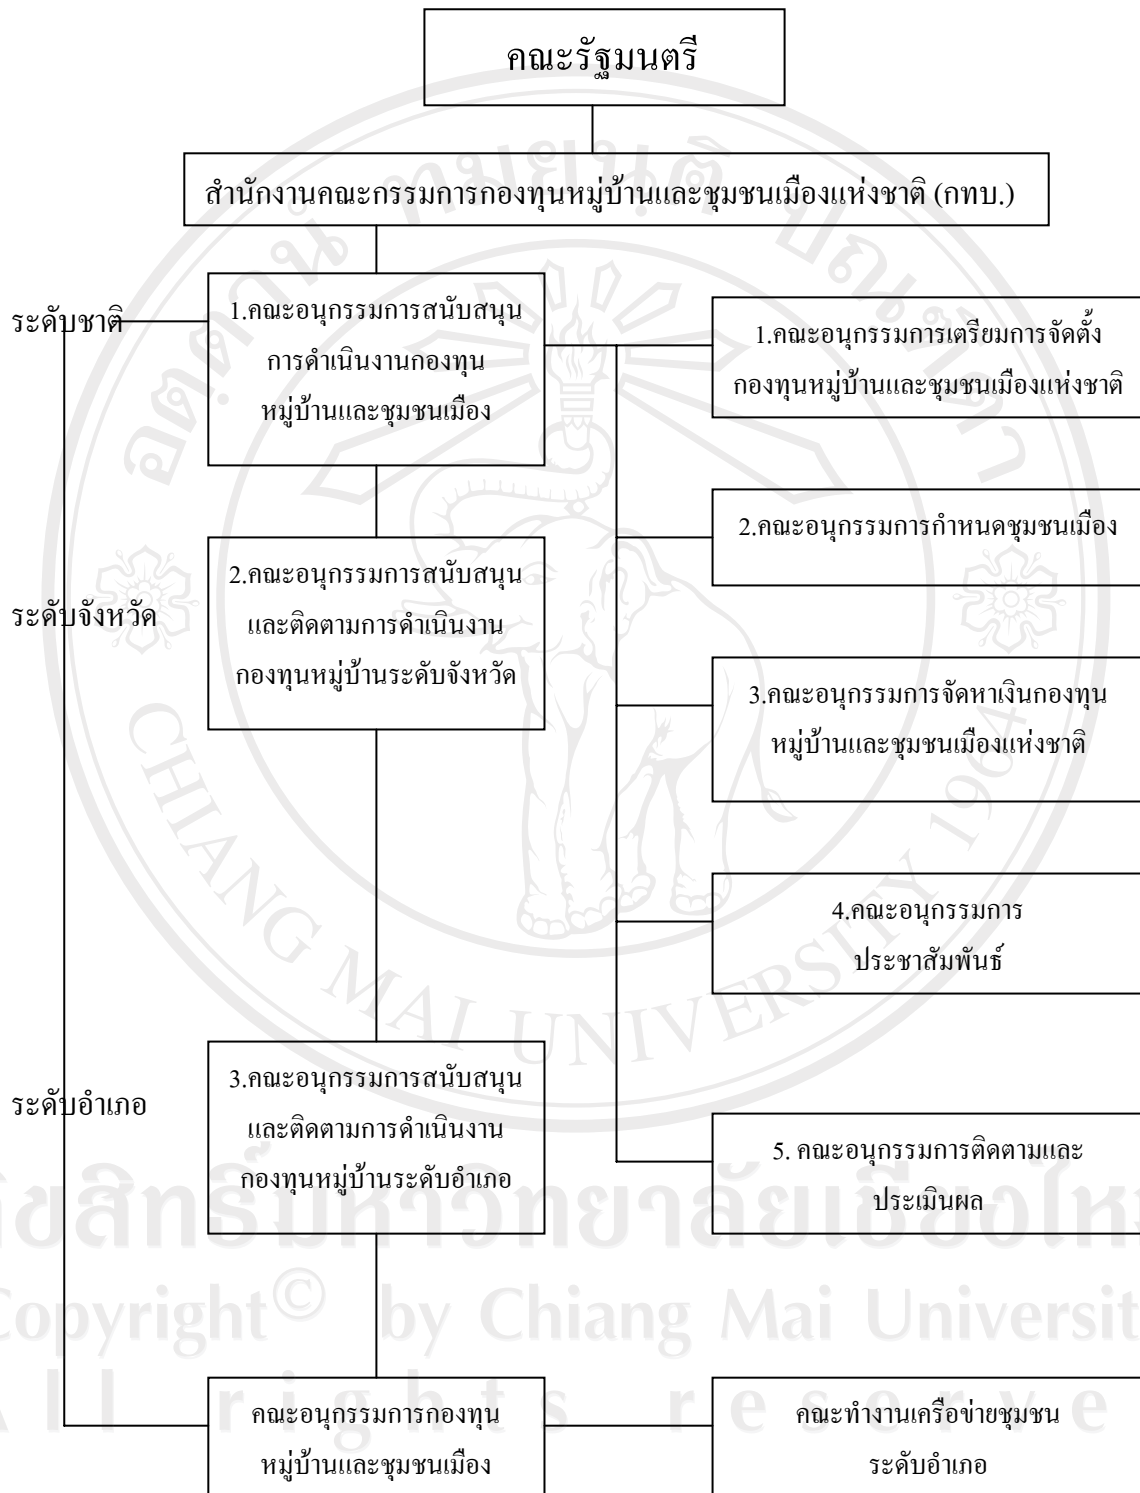 คณะรัฐมนตรี
สำนักงานคณะกรรมการกองทุนหมู่บ้านและชุมชนเมืองแห่งชาติ (กทบ.)
ระดับชาติ
1.คณะอนุกรรมการสนับสนุน
การดำเนินงานกองทุน
หมู่บ้านและชุมชนเมือง
1.คณะอนุกรรมการเตรียมการจัดตั้ง
กองทุนหมู่บ้านและชุมชนเมืองแห่งชาติ
2.คณะอนุกรรมการกำหนดชุมชนเมือง
ระดับจังหวัด
2.คณะอนุกรรมการสนับสนุน
และติดตามการดำเนินงาน
กองทุนหมู่บ้านระดับจังหวัด
3.คณะอนุกรรมการจัดหาเงินกองทุน
หมู่บ้านและชุมชนเมืองแห่งชาติ
4.คณะอนุกรรมการ
ประชาสัมพันธ์
ระดับอำเภอ
3.คณะอนุกรรมการสนับสนุน
และติดตามการดำเนินงาน
กองทุนหมู่บ้านระดับอำเภอ
5. คณะอนุกรรมการติดตามและ
ประเมินผล
คณะอนุกรรมการกองทุน
หมู่บ้านและชุมชนเมือง
คณะทำงานเครือข่ายชุมชน
ระดับอำเภอ
CHIANG MAI UNIVERSITY 1964
Copyright© by Chiang Mai Universit
All rights reserve